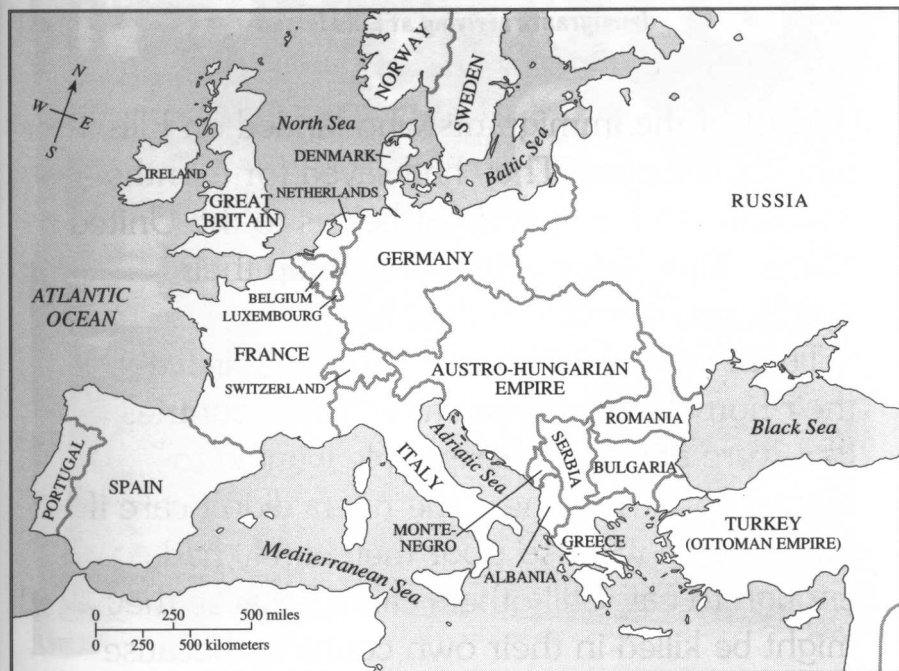 N
W
E
S
NORWAY
SWEDEN
North Sea
Baltic Sea
DENMARK
IRELAND
NETHERLANDS
GREAT
BRITAIN
RUSSIA
GERMANY
ATLANTIC
OCEAN
BELGIUM
LUXEMBOURG
FRANCE
SWITZERLAND
AUSTRO-HUNGARIAN
EMPIRE
ROMANIA
Black Sea
Adriatic Sea
SERBIA
BULGARIA
ITALY
PORTUGAL
SPAIN
MONTE-
NEGRO
GREECE
ALBANIA
TURKEY
(OTTOMAN EMPIRE)
Mediterranean Sea
0 250 500 miles
0 250 500 kilometers